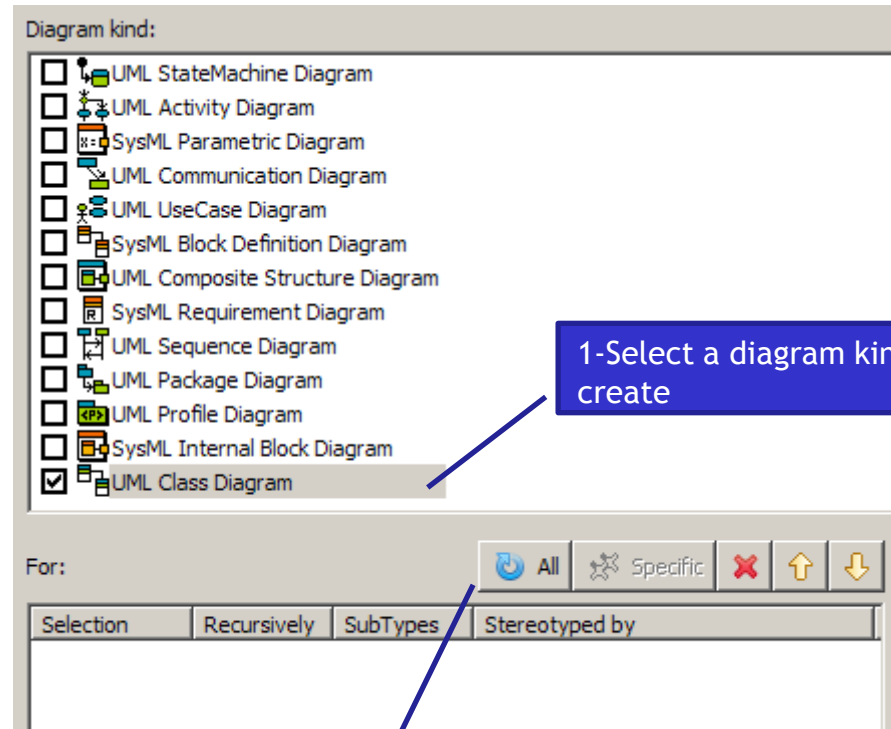 Diagram kind:
UML StateMachine Diagram
UML Activity Diagram
SysML Parametric Diagram
UML Communication Diagram
UML UseCase Diagram
SysML Block Definition Diagram
UML Composite Structure Diagram
SysML Requirement Diagram
UML Sequence Diagram
UML Package Diagram
UML Profile Diagram
SysML Internal Block Diagram
UML Class Diagram
1-Select a diagram kin
create
For:
All Specific
Selection Recursively SubTypes Stereotyped by